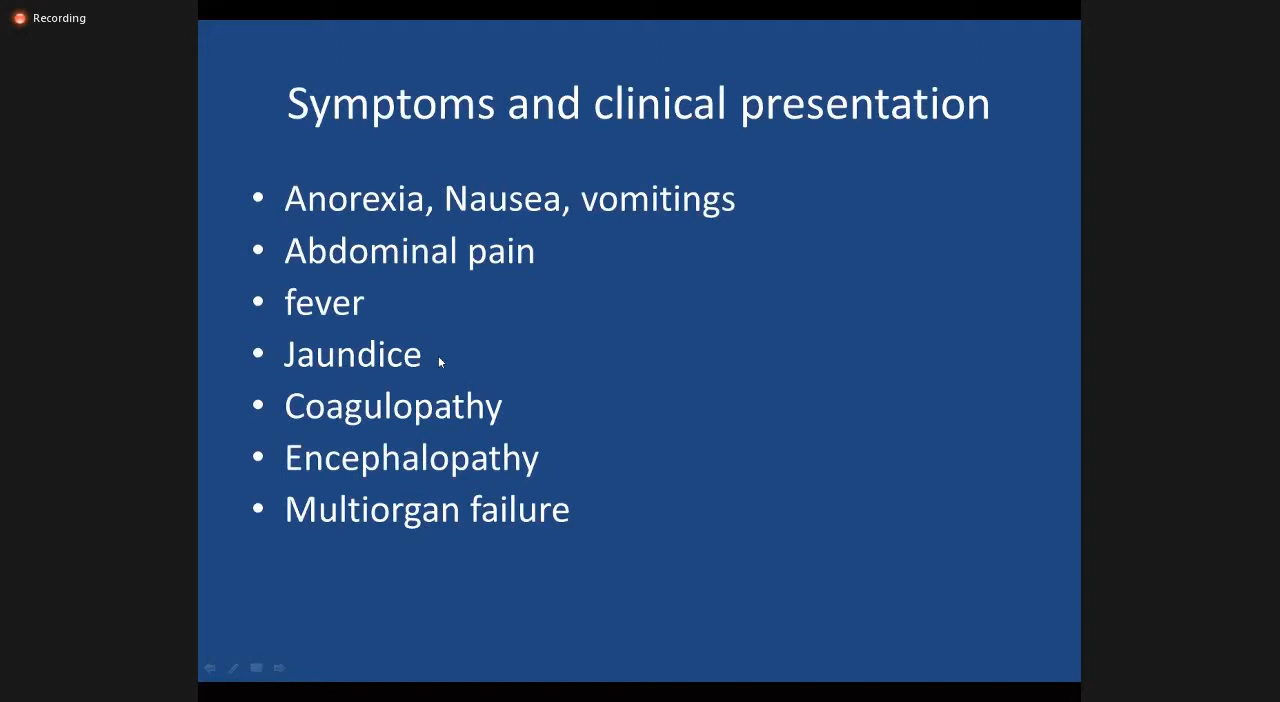 Recording
Symptoms and clinical presentation
• Anorexia, Nausea, vomitings
• Abdominal pain
• fever
• Jaundice
• Coagulopathy
• Encephalopathy
• Multiorgan failure